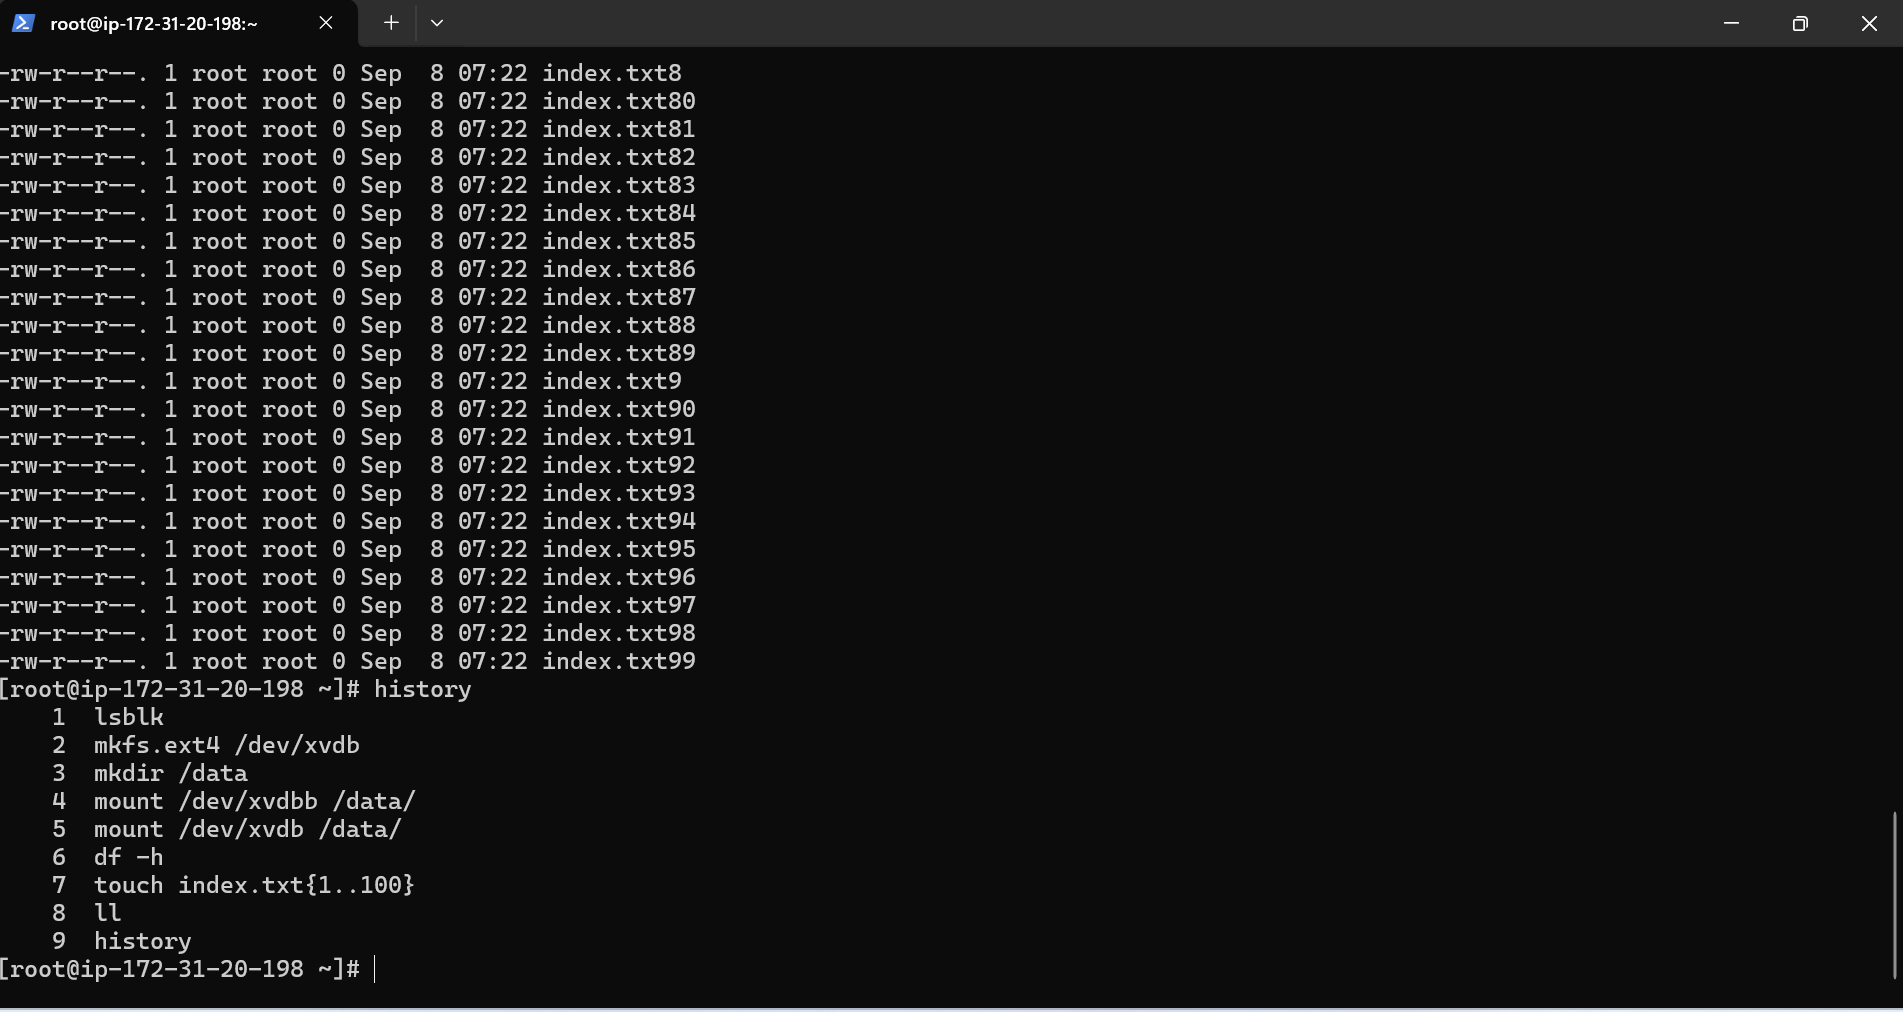 root@ip-172-31-20-198:~
-rw-r--r--. 1 root root 0 Sep  8 07:22 index.txt8
-rw-r--r--. 1 root root 0 Sep  8 07:22 index.txt80
-rw-r--r--. 1 root root 0 Sep  8 07:22 index.txt81
-rw-r--r--. 1 root root 0 Sep  8 07:22 index.txt82
-rw-r--r--. 1 root root 0 Sep  8 07:22 index.txt83
-rw-r--r--. 1 root root 0 Sep  8 07:22 index.txt84
-rw-r--r--. 1 root root 0 Sep  8 07:22 index.txt85
-rw-r--r--. 1 root root 0 Sep  8 07:22 index.txt86
-rw-r--r--. 1 root root 0 Sep  8 07:22 index.txt87
-rw-r--r--. 1 root root 0 Sep  8 07:22 index.txt88
-rw-r--r--. 1 root root 0 Sep  8 07:22 index.txt89
-rw-r--r--. 1 root root 0 Sep  8 07:22 index.txt9
-rw-r--r--. 1 root root 0 Sep  8 07:22 index.txt90
-rw-r--r--. 1 root root 0 Sep  8 07:22 index.txt91
-rw-r--r--. 1 root root 0 Sep  8 07:22 index.txt92
-rw-r--r--. 1 root root 0 Sep  8 07:22 index.txt93
-rw-r--r--. 1 root root 0 Sep  8 07:22 index.txt94
-rw-r--r--. 1 root root 0 Sep  8 07:22 index.txt95
-rw-r--r--. 1 root root 0 Sep  8 07:22 index.txt96
-rw-r--r--. 1 root root 0 Sep  8 07:22 index.txt97
-rw-r--r--. 1 root root 0 Sep  8 07:22 index.txt98
-rw-r--r--. 1 root root 0 Sep  8 07:22 index.txt99
[root@ip-172-31-20-198 ~]# history
    1  lsblk
    2  mkfs.ext4 /dev/xvdb
    3  mkdir /data
    4  mount /dev/xvdbb /data/
    5  mount /dev/xvdb /data/
    6  df -h
    7  touch index.txt{1..100}
    8  ll
    9  history
[root@ip-172-31-20-198 ~]#